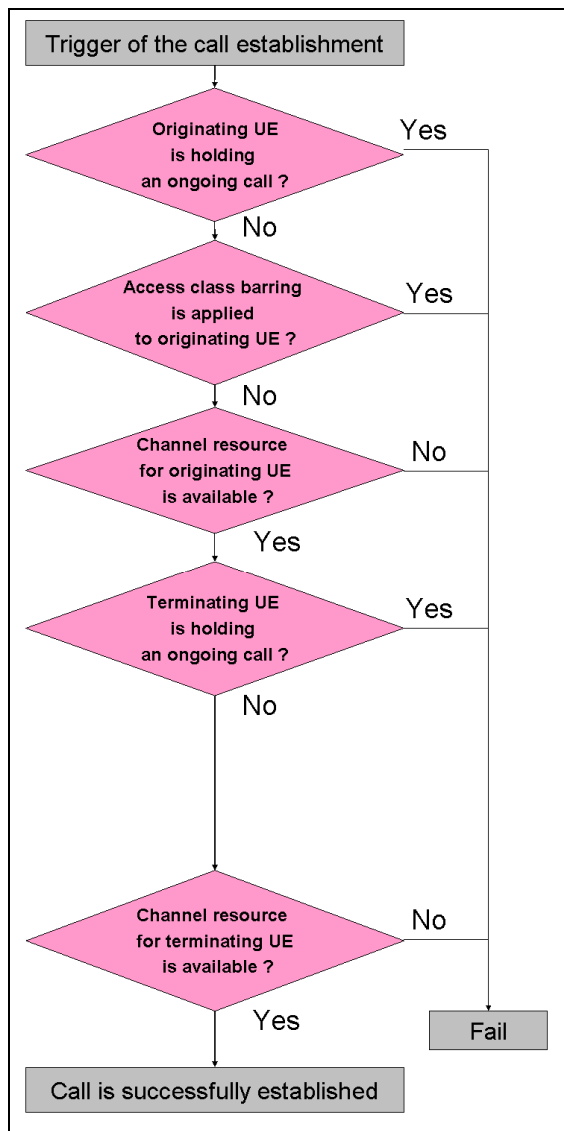 Trigger of the call establishment
Originating UE
is holding
an ongoing call ?
Yes
No
Access class barring
is applied
to originating UE ?
Yes
No
Channel resource
for originating UE
is available ?
No
Yes
Terminating UE
is holding
an ongoing call ?
Yes
No
Channel resource
for terminating UE
is available ?
No
Yes
Fail
Call is successfully established